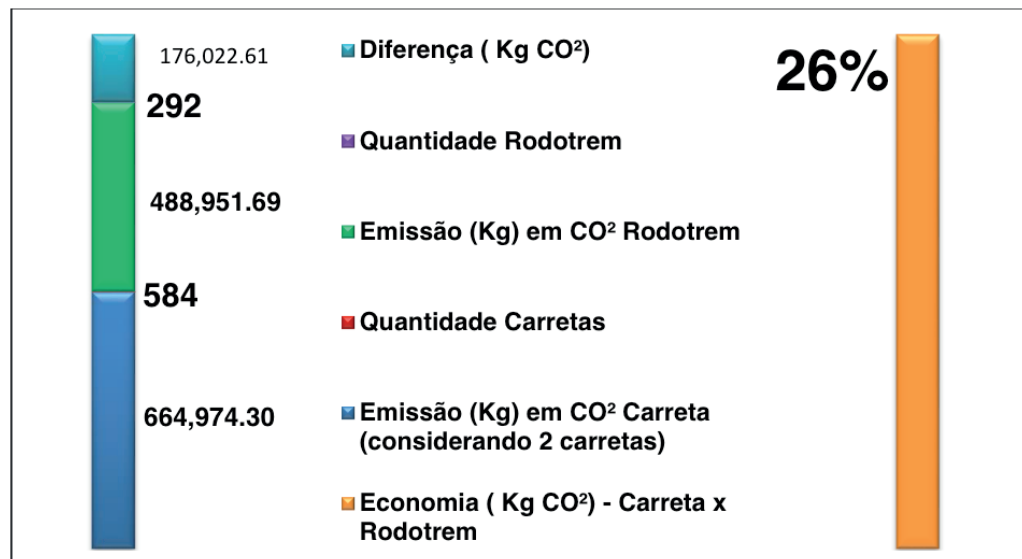 176,022.61
292
488,951.69
584
664,974.30
Diferença ( Kg CO²)
Quantidade Rodotrem
Emissão (Kg) em CO² Rodotrem
Quantidade Carretas
Emissão (Kg) em CO² Carreta
(considerando 2 carretas)
Economia ( Kg CO²) - Carreta x
Rodotrem
26%